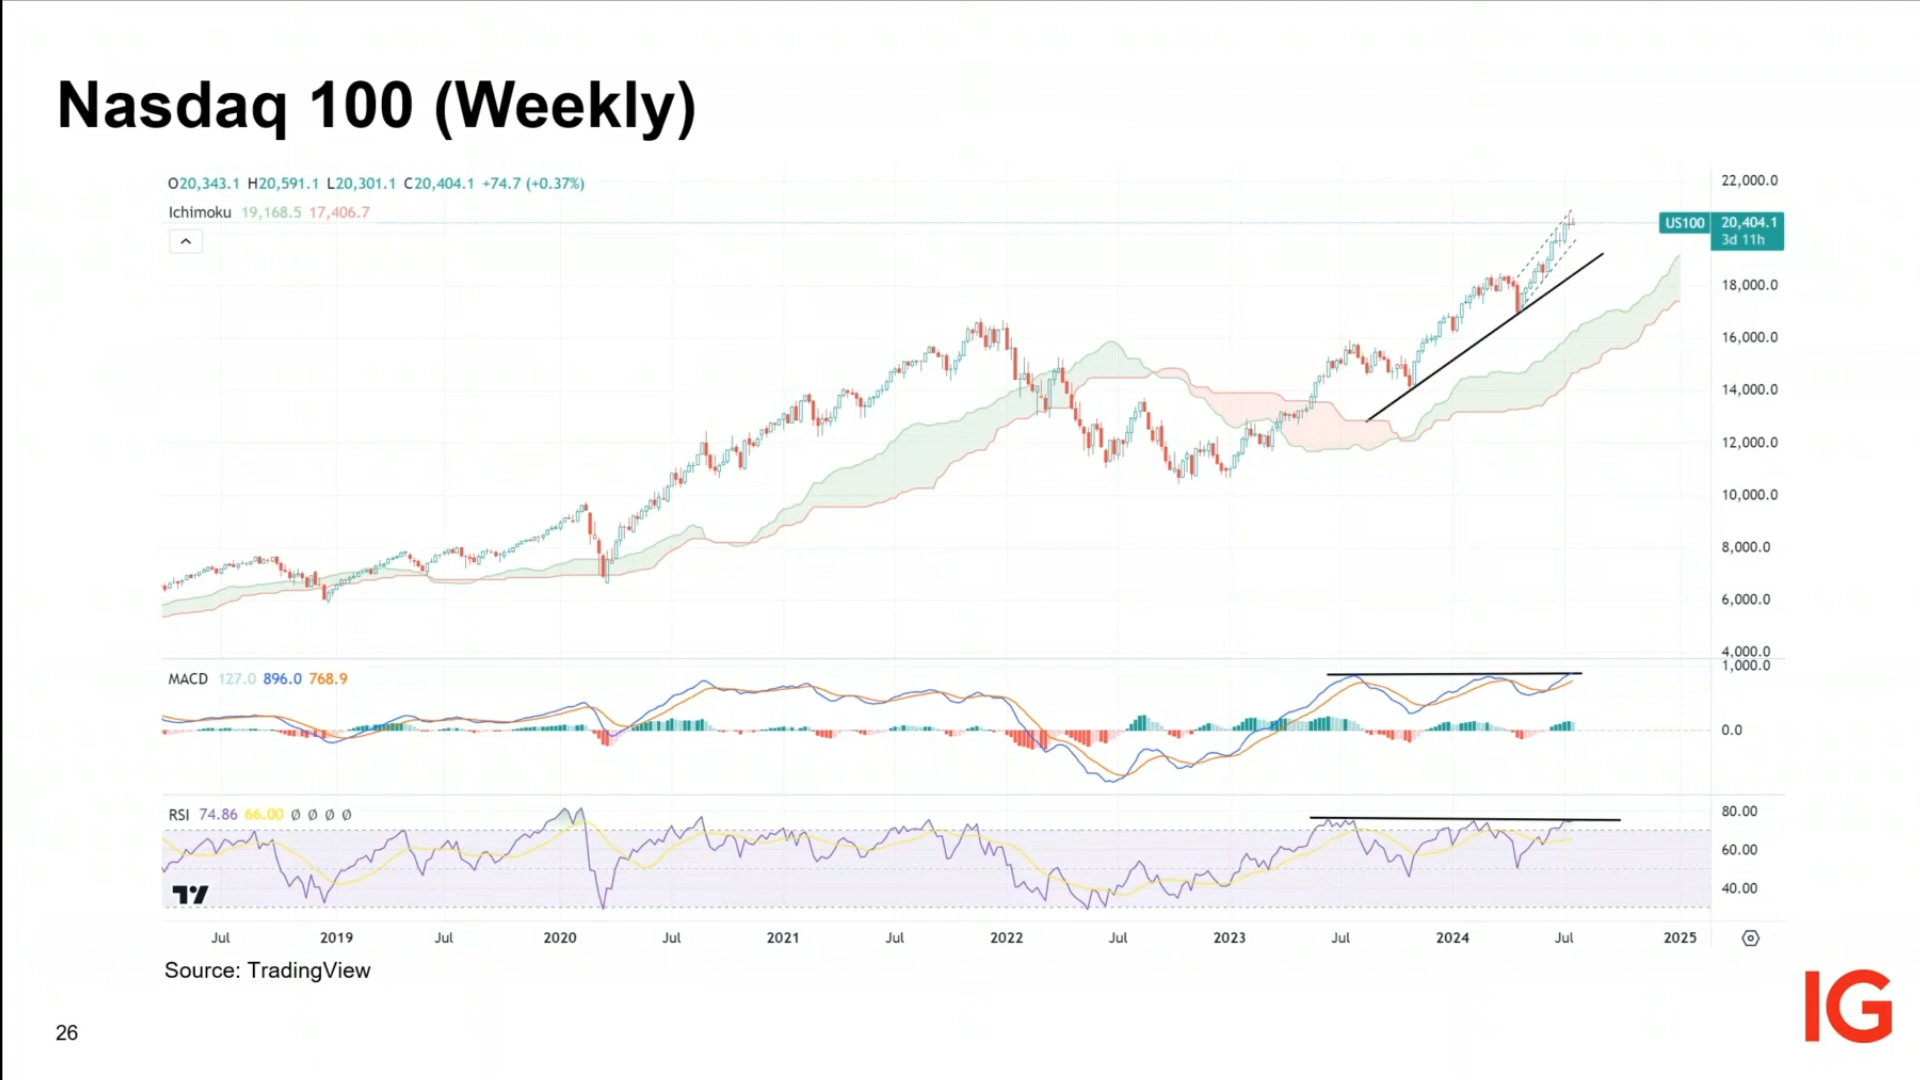 Nasdaq 100 (Weekly)
O20,343.1 H20,591.1 L20,301.1 C20,404.1 +74.7 (+0.37%)
Ichimoku 19,168.5 17,406.7
22,000.0
US100 20,404.1
3d 11h
18,000.0
16,000.0
14,000.0
12,000.0
10,000.0
8,000.0
6,000.0
4,000.0
MACD 127.0 896.0 768.9
1,000.0
0.0
RSI 74.86 66.00 Ø Ø Ø Ø
80.00
60.00
40.00
Jul 2019 Jul 2020 Jul 2021 Jul 2022 Jul 2023 Jul 2024 Jul 2025
Source: TradingView
26
IG